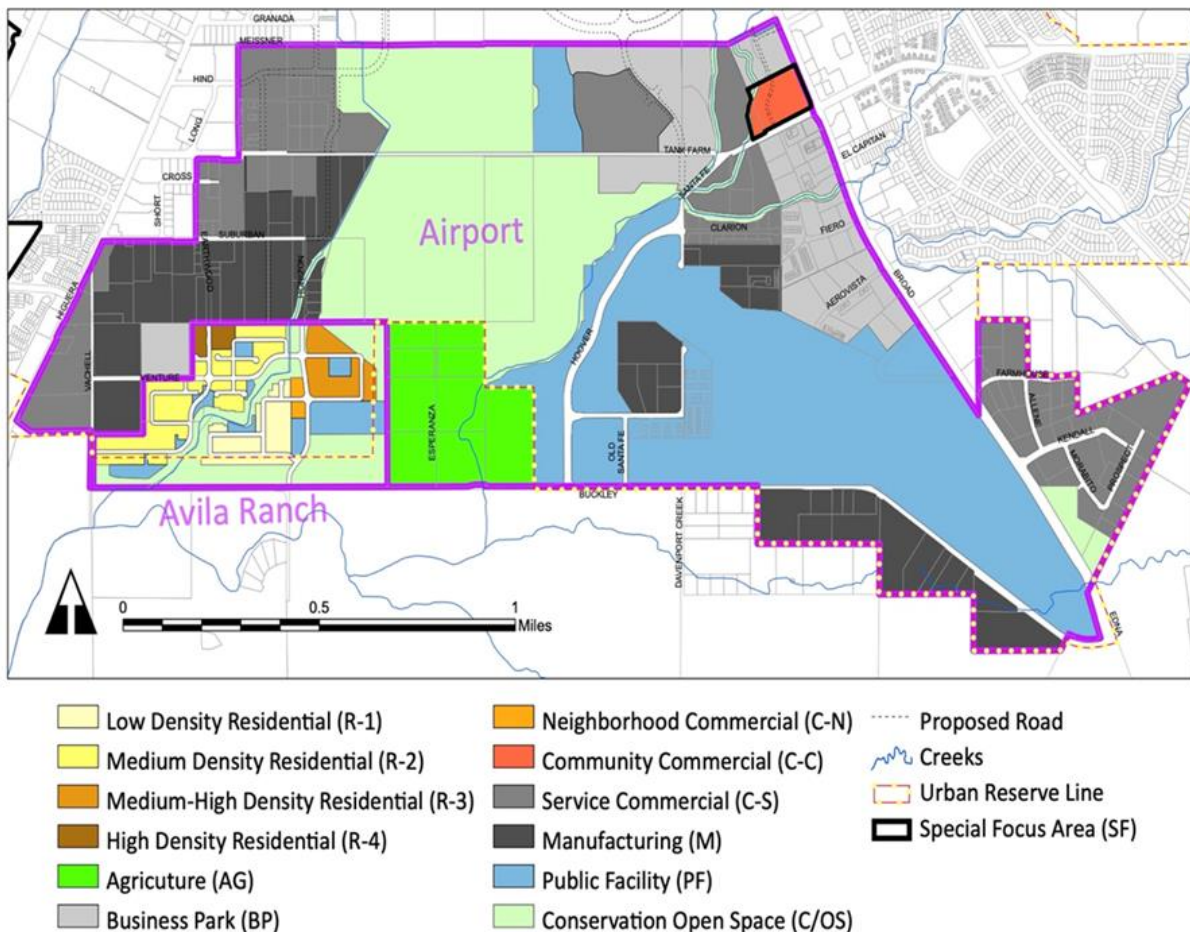 GRANADA
MEISSNER
HIND
LONG
TANK FARM
EL CAPITAN
CROSS
SANTA FE
SHORT
Airport
CLARION
FIERO
SUBURBAN
EARTHWOOD
HORIZON
BROAD
HIGUERA
AEROVISTA
HOOVER
VACHELL
VENTURE
FARMHOUSE
ALLENE
KENDALL
ESPERANZA
OLD
SANTA FE
MORABITO
PROSPECT
BUCKLEY
Avila Ranch
DAVENPORT CREEK
EDNA
0 0.5 1
Miles
Low Density Residential (R-1)
Medium Density Residential (R-2)
Medium-High Density Residential (R-3)
High Density Residential (R-4)
Agricuture (AG)
Business Park (BP)
Neighborhood Commercial (C-N)
Community Commercial (C-C)
Service Commercial (C-S)
Manufacturing (M)
Public Facility (PF)
Conservation Open Space (C/OS)
Proposed Road
Creeks
Urban Reserve Line
Special Focus Area (SF)